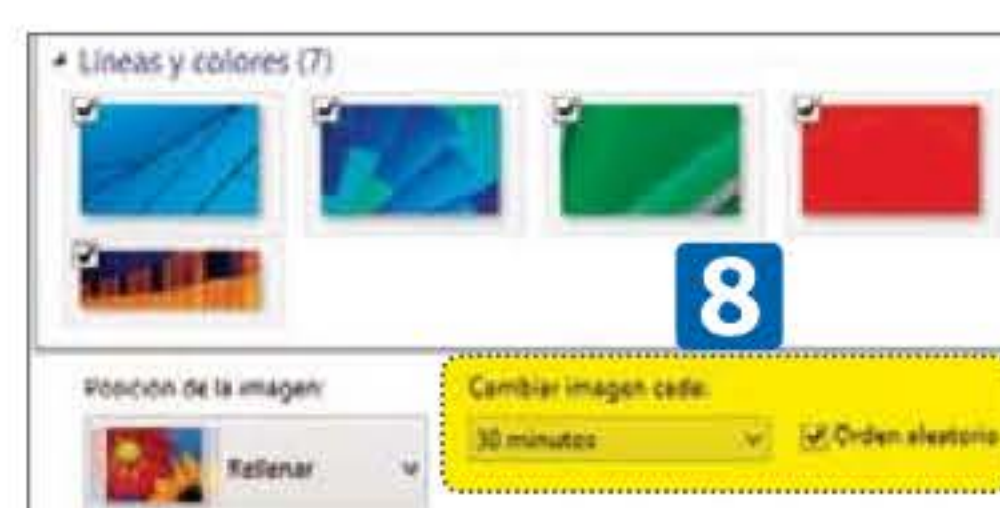 Líneas y colores (7)
8
Posición de la imagen:
Cambiar imagen cada:
Rellenar
30 minutos
Orden aleatorio